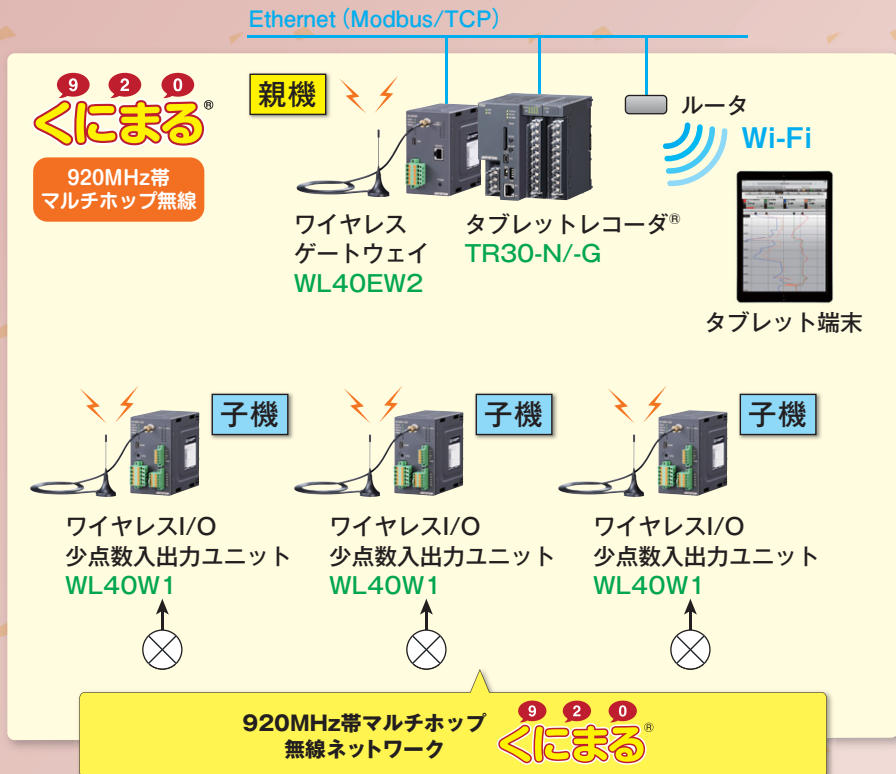 Ethernet（Modbus/TCP）
9 2 0
くにまる®
920MHz帯
マルチホップ無線
親機
ルータ
Wi-Fi
ワイヤレス
ゲートウェイ
WL40EW2
タブレットレコーダ®
TR30-N/-G
タブレット端末
子機
子機
子機
ワイヤレスI/O
少点数入出力ユニット
WL40W1
ワイヤレスI/O
少点数入出力ユニット
WL40W1
ワイヤレスI/O
少点数入出力ユニット
WL40W1
920MHz帯マルチホップ
無線ネットワーク
9 2 0
くにまる®